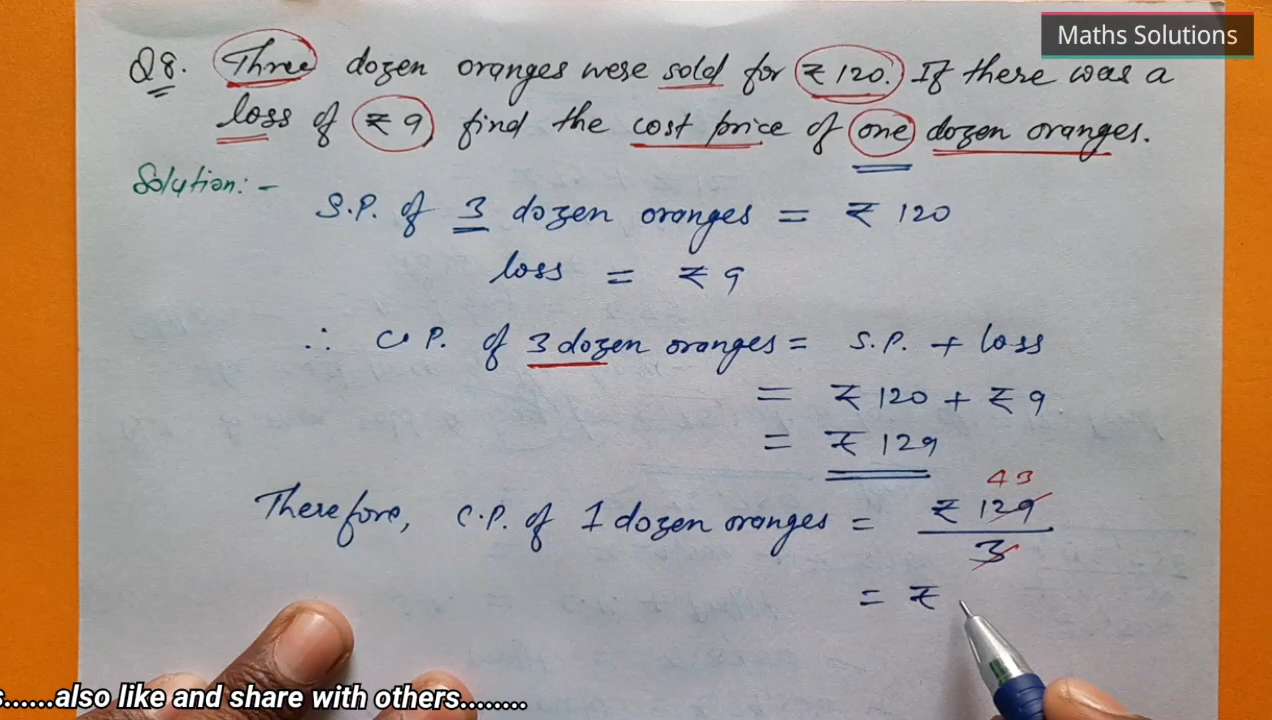 Maths Solutions
Q8. Three dozen oranges were sold for ₹ 120. If there was a
loss of ₹ 9 find the cost price of one dozen oranges.
Solution:-
S.P. of 3 dozen oranges = ₹ 120
loss = ₹ 9
∴ C.P. of 3 dozen oranges = S.P. + loss
= ₹ 120 + ₹ 9
= ₹ 129
43
Therefore, C.P. of 1 dozen oranges = ₹ 129
3
= ₹
s......also like and share with others........